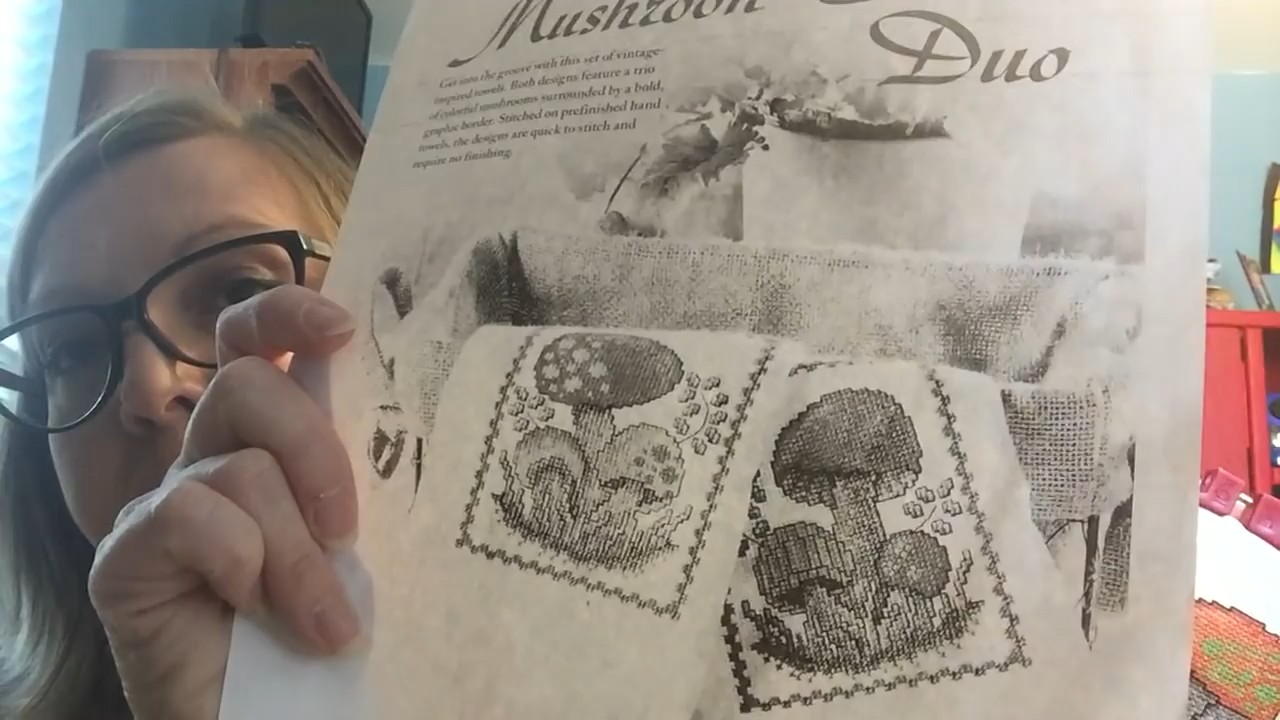 Mushroom
Duo
Get into the groove with this set of vintage-
inspired towels. Both designs feature a trio
of colorful mushrooms surrounded by a bold,
graphic border. Stitched on prefinished hand
towels, the designs are quick to stitch and
require no finishing.